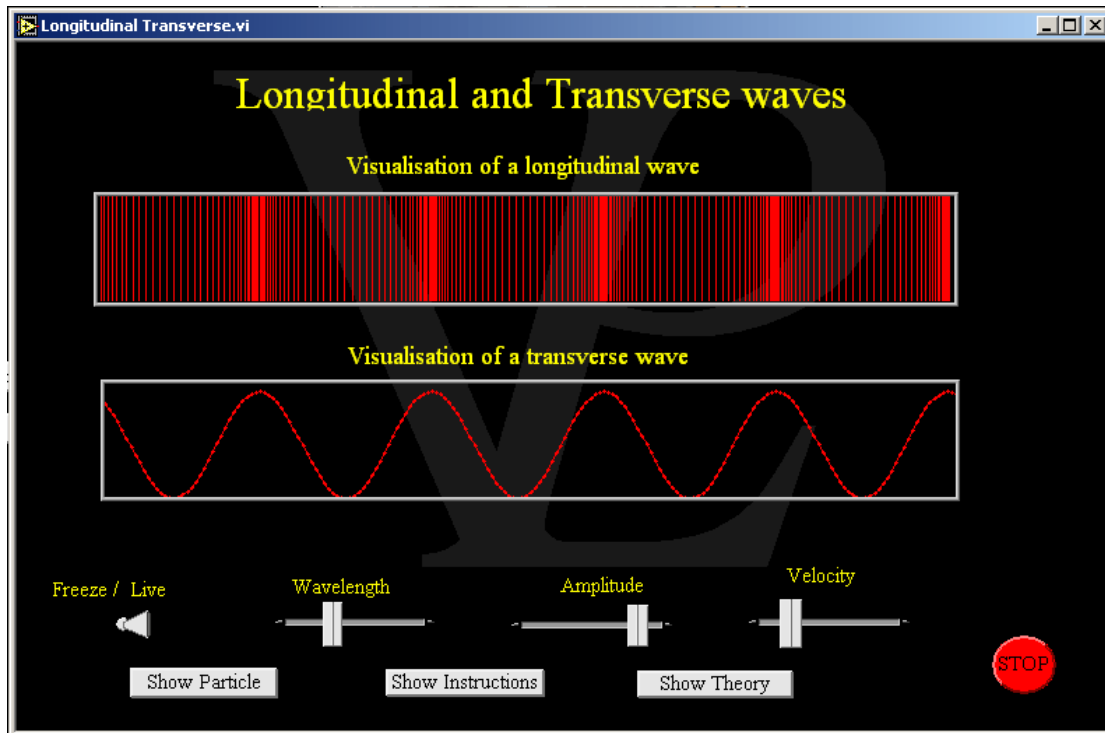 Longitudinal Transverse.vi
Longitudinal and Transverse waves
Visualisation of a longitudinal wave
Visualisation of a transverse wave
Freeze / Live
Wavelength
Amplitude
Velocity
Show Particle
Show Instructions
Show Theory
STOP